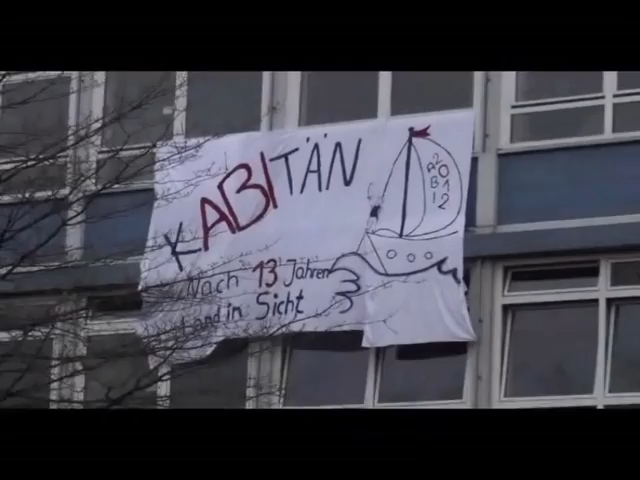 KABITÄN
Nach 13 Jahren
Land in Sicht
ABI
2012